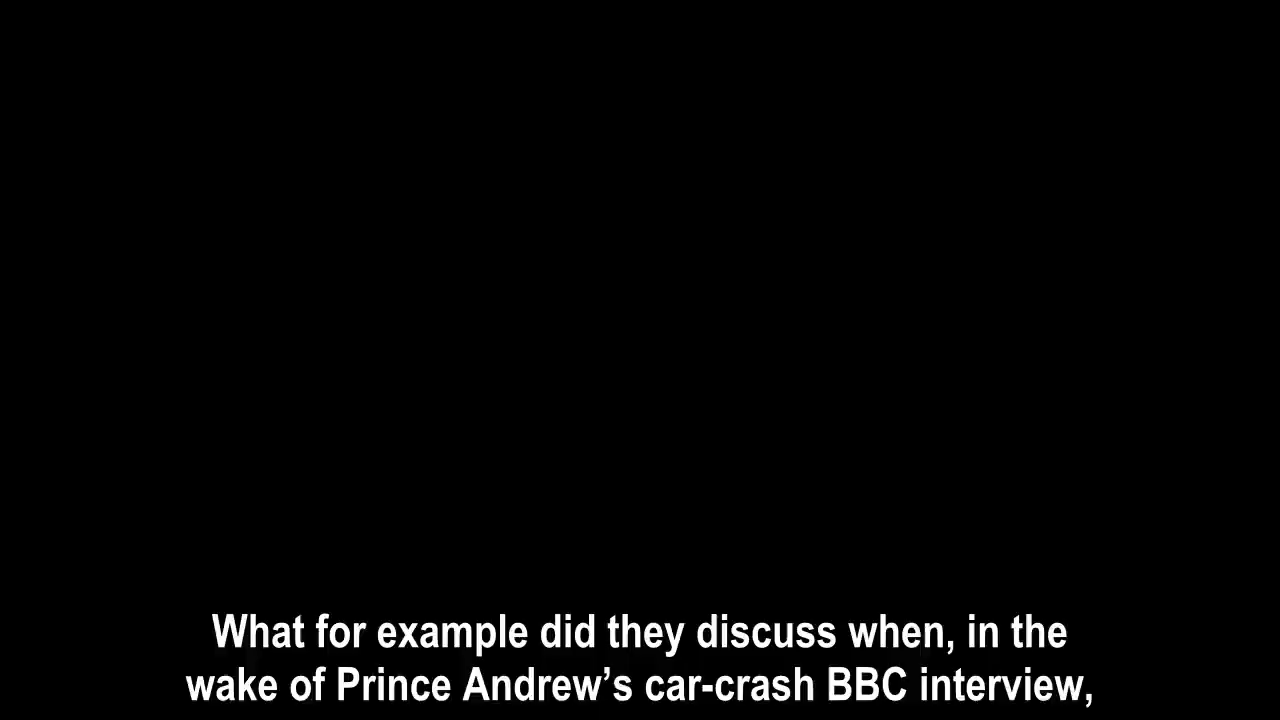 What for example did they discuss when, in the
wake of Prince Andrew’s car-crash BBC interview,